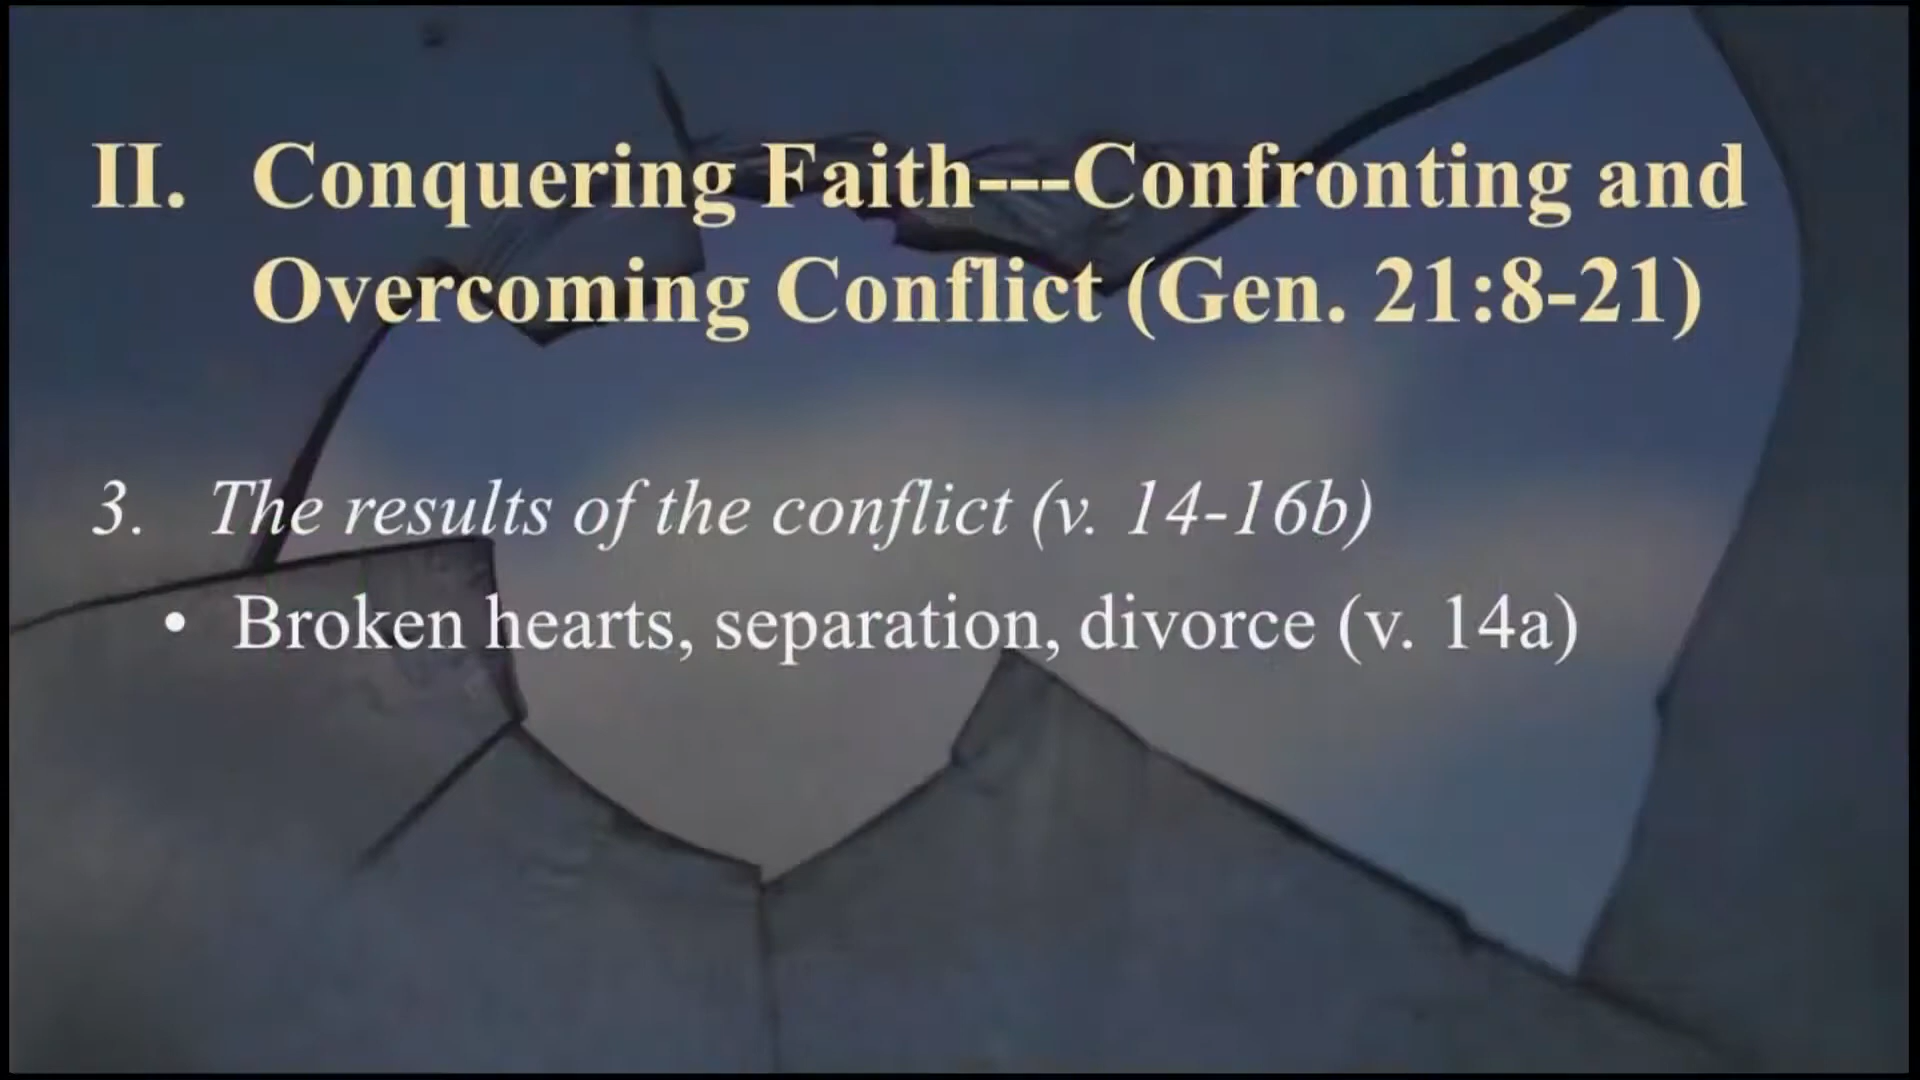 II. Conquering Faith---Confronting and
Overcoming Conflict (Gen. 21:8-21)
3. The results of the conflict (v. 14-16b)
• Broken hearts, separation, divorce (v. 14a)